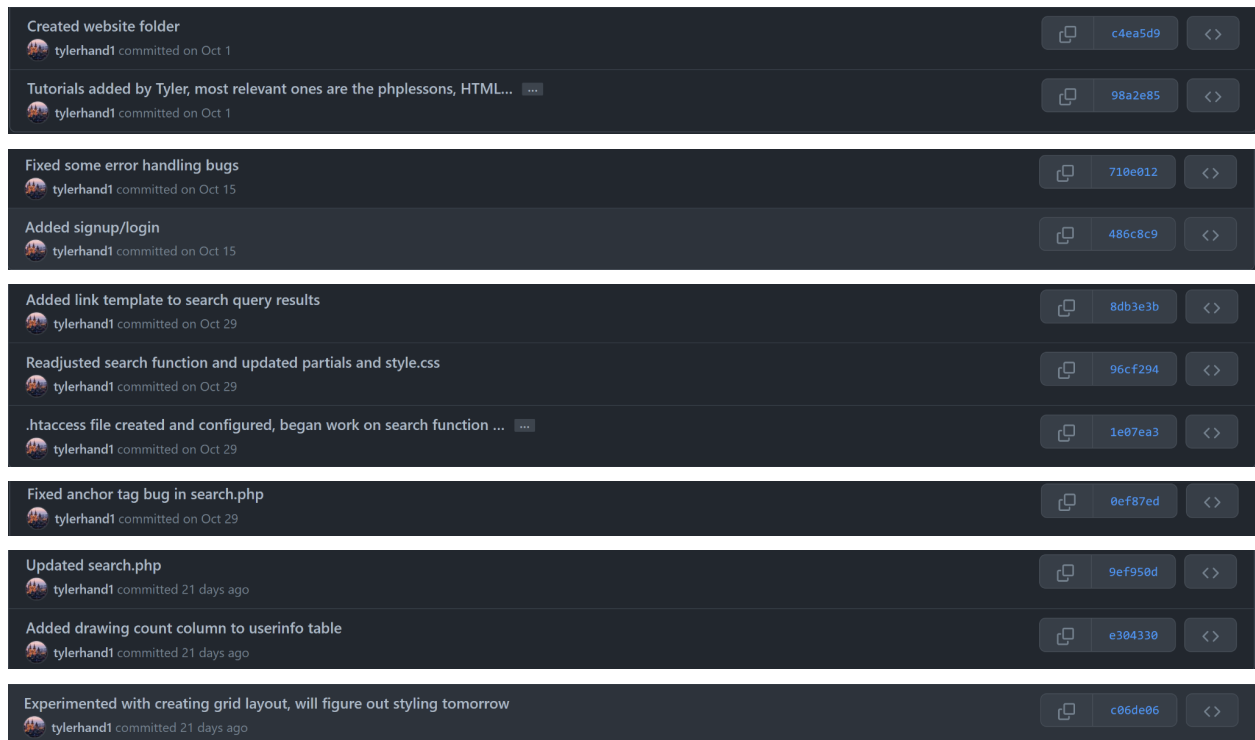 Created website folder
tylerhand1 committed on Oct 1
c4ea5d9
Tutorials added by Tyler, most relevant ones are the phplessons, HTML... ...
tylerhand1 committed on Oct 1
98a2e85
Fixed some error handling bugs
tylerhand1 committed on Oct 15
710e012
Added signup/login
tylerhand1 committed on Oct 15
486c8c9
Added link template to search query results
tylerhand1 committed on Oct 29
8db3e3b
Readjusted search function and updated partials and style.css
tylerhand1 committed on Oct 29
96cf294
.htaccess file created and configured, began work on search function ... ...
tylerhand1 committed on Oct 29
1e07ea3
Fixed anchor tag bug in search.php
tylerhand1 committed on Oct 29
0ef87ed
Updated search.php
tylerhand1 committed 21 days ago
9ef950d
Added drawing count column to userinfo table
tylerhand1 committed 21 days ago
e304330
Experimented with creating grid layout, will figure out styling tomorrow
tylerhand1 committed 21 days ago
c06de06